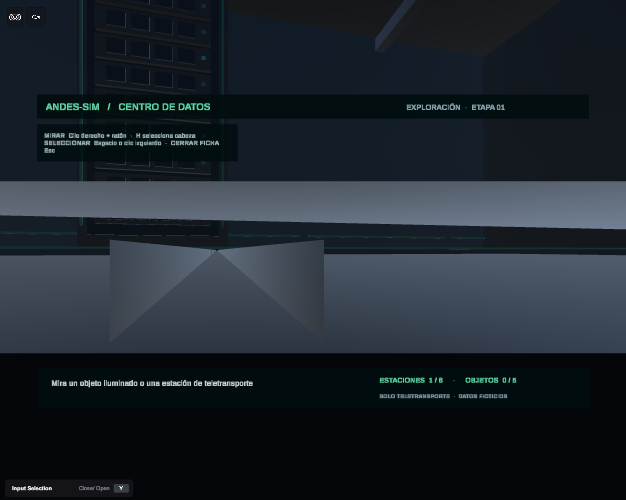 ANDES-SIM / CENTRO DE DATOS
EXPLORACIÓN · ETAPA 01
MIRAR Clic derecho + ratón · H selecciona cabeza
SELECCIONAR Espacio o clic izquierdo · CERRAR FICHA
Esc
Mira un objeto iluminado o una estación de teletransporte
ESTACIONES 1 / 6 · OBJETOS 0 / 5
SOLO TELETRANSPORTE · DATOS FICTICIOS
Input Selection Close/Open Y